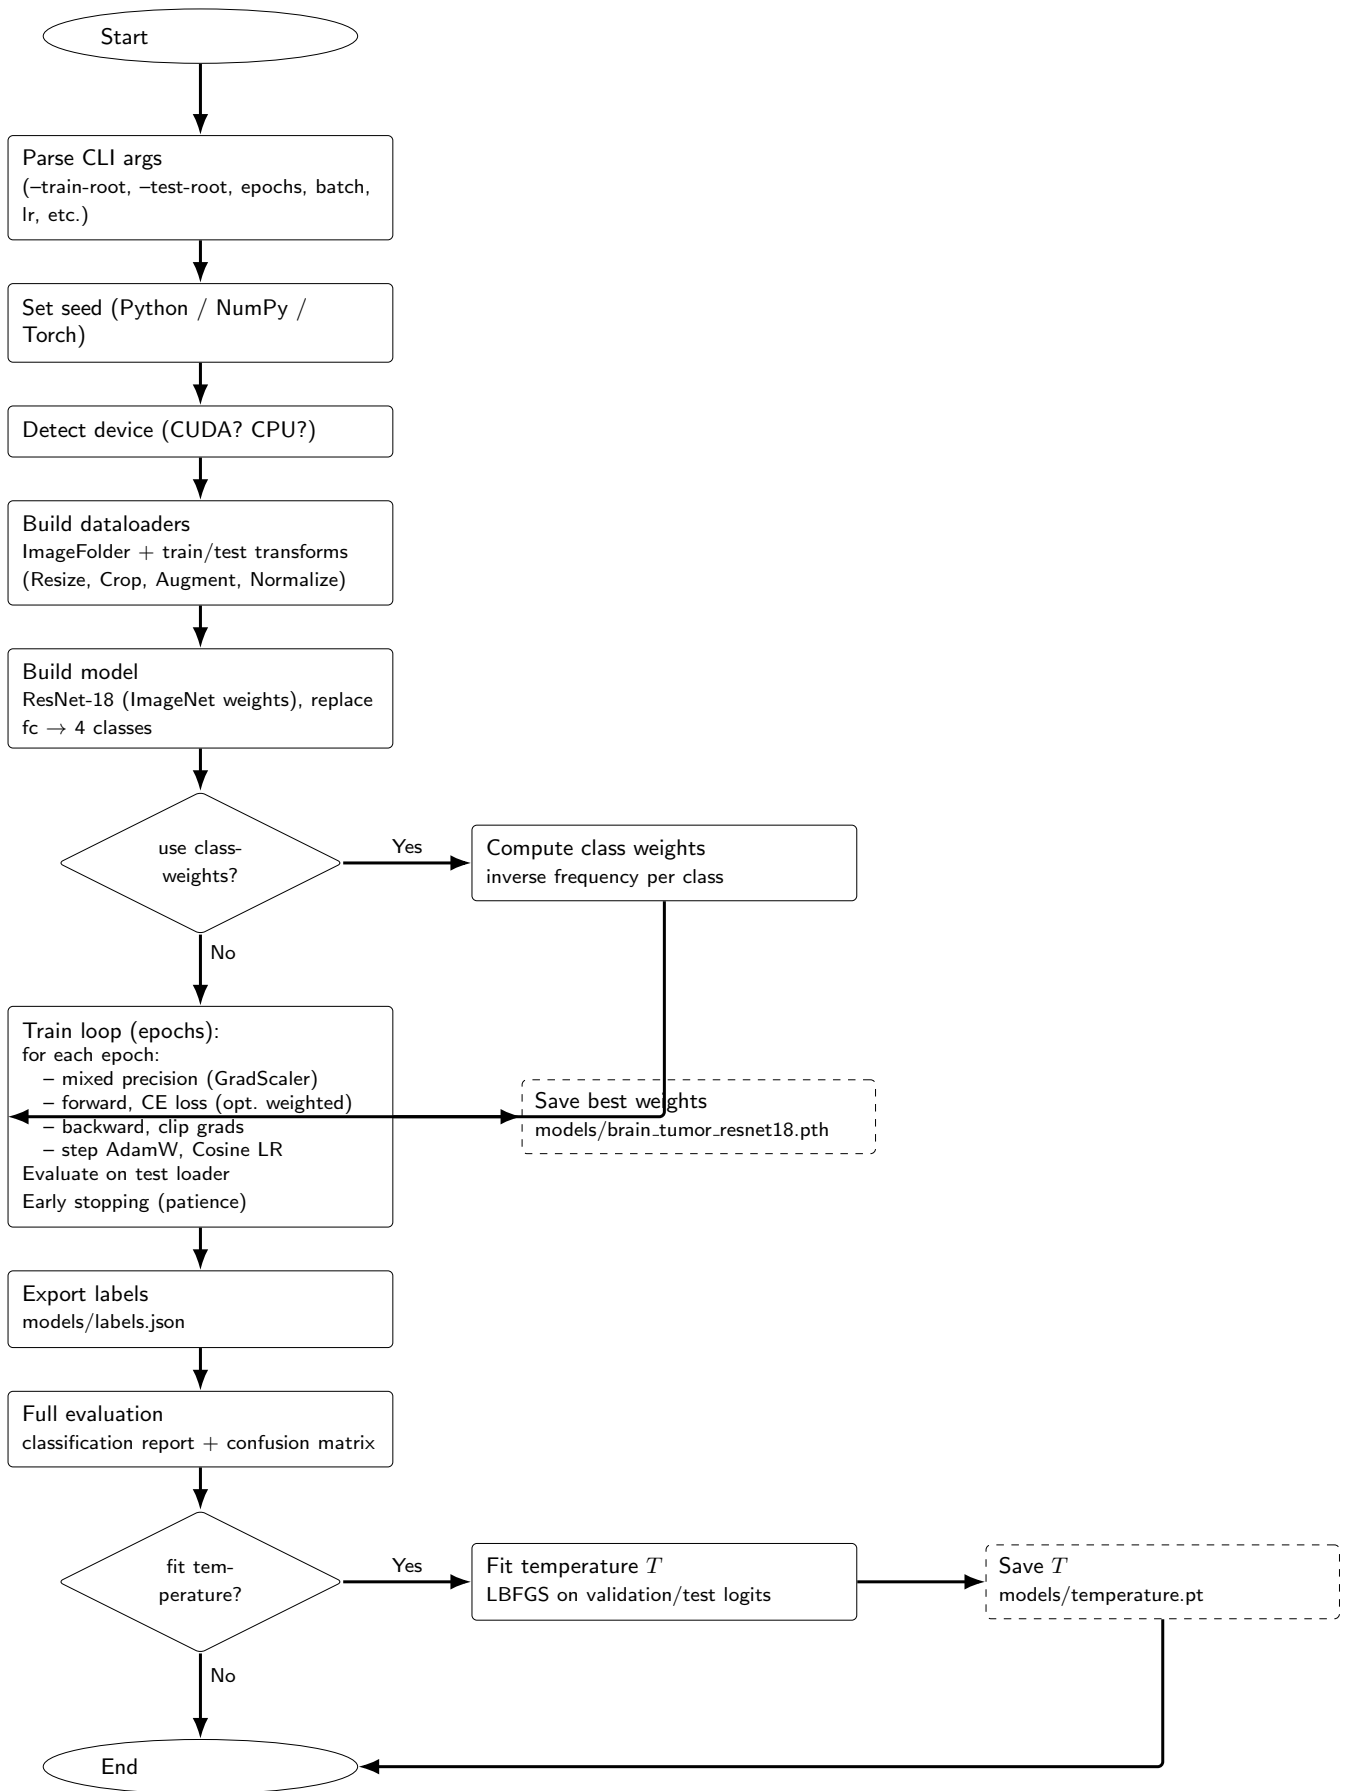 Start
Parse CLI args
(–train-root, –test-root, epochs, batch,
lr, etc.)
Set seed (Python / NumPy /
Torch)
Detect device (CUDA? CPU?)
Build dataloaders
ImageFolder + train/test transforms
(Resize, Crop, Augment, Normalize)
Build model
ResNet-18 (ImageNet weights), replace
fc → 4 classes
use class-
weights?
Yes
Compute class weights
inverse frequency per class
No
Train loop (epochs):
for each epoch:
– mixed precision (GradScaler)
– forward, CE loss (opt. weighted)
– backward, clip grads
– step AdamW, Cosine LR
Evaluate on test loader
Early stopping (patience)
Save best weights
models/brain_tumor_resnet18.pth
Export labels
models/labels.json
Full evaluation
classification report + confusion matrix
fit tem-
perature?
Yes
Fit temperature T
LBFGS on validation/test logits
Save T
models/temperature.pt
No
End